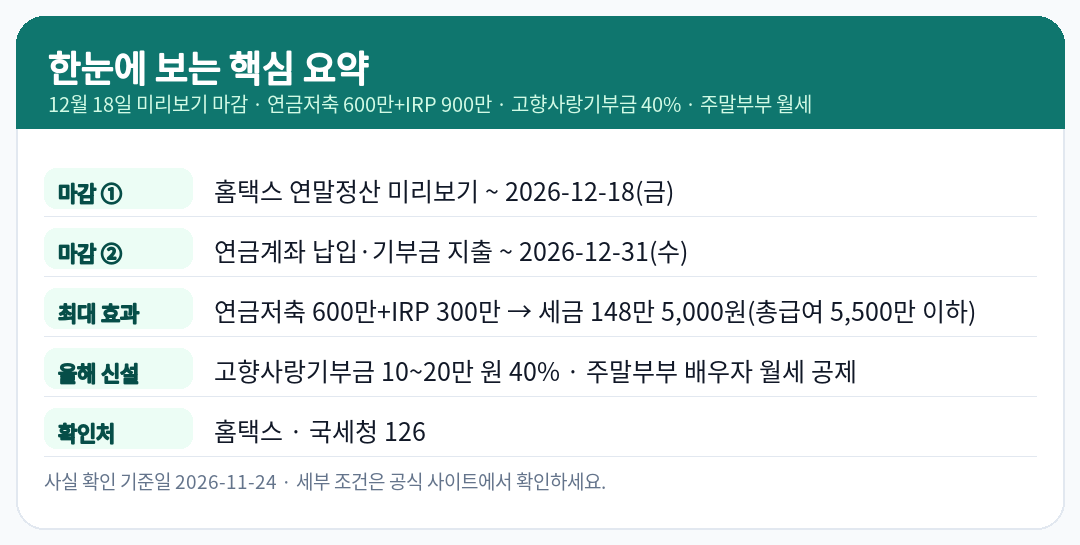 한눈에 보는 핵심 요약
12월 18일 미리보기 마감 · 연금저축 600만+IRP 900만 · 고향사랑기부금 40% · 주말부부 월세
마감 ① 홈택스 연말정산 미리보기 ~ 2026-12-18(금)
마감 ② 연금계좌 납입·기부금 지출 ~ 2026-12-31(수)
최대 효과 연금저축 600만+IRP 300만 → 세금 148만 5,000원(총급여 5,500만 이하)
올해 신설 고향사랑기부금 10~20만 원 40% · 주말부부 배우자 월세 공제
확인처 홈택스 · 국세청 126
사실 확인 기준일 2026-11-24 · 세부 조건은 공식 사이트에서 확인하세요.